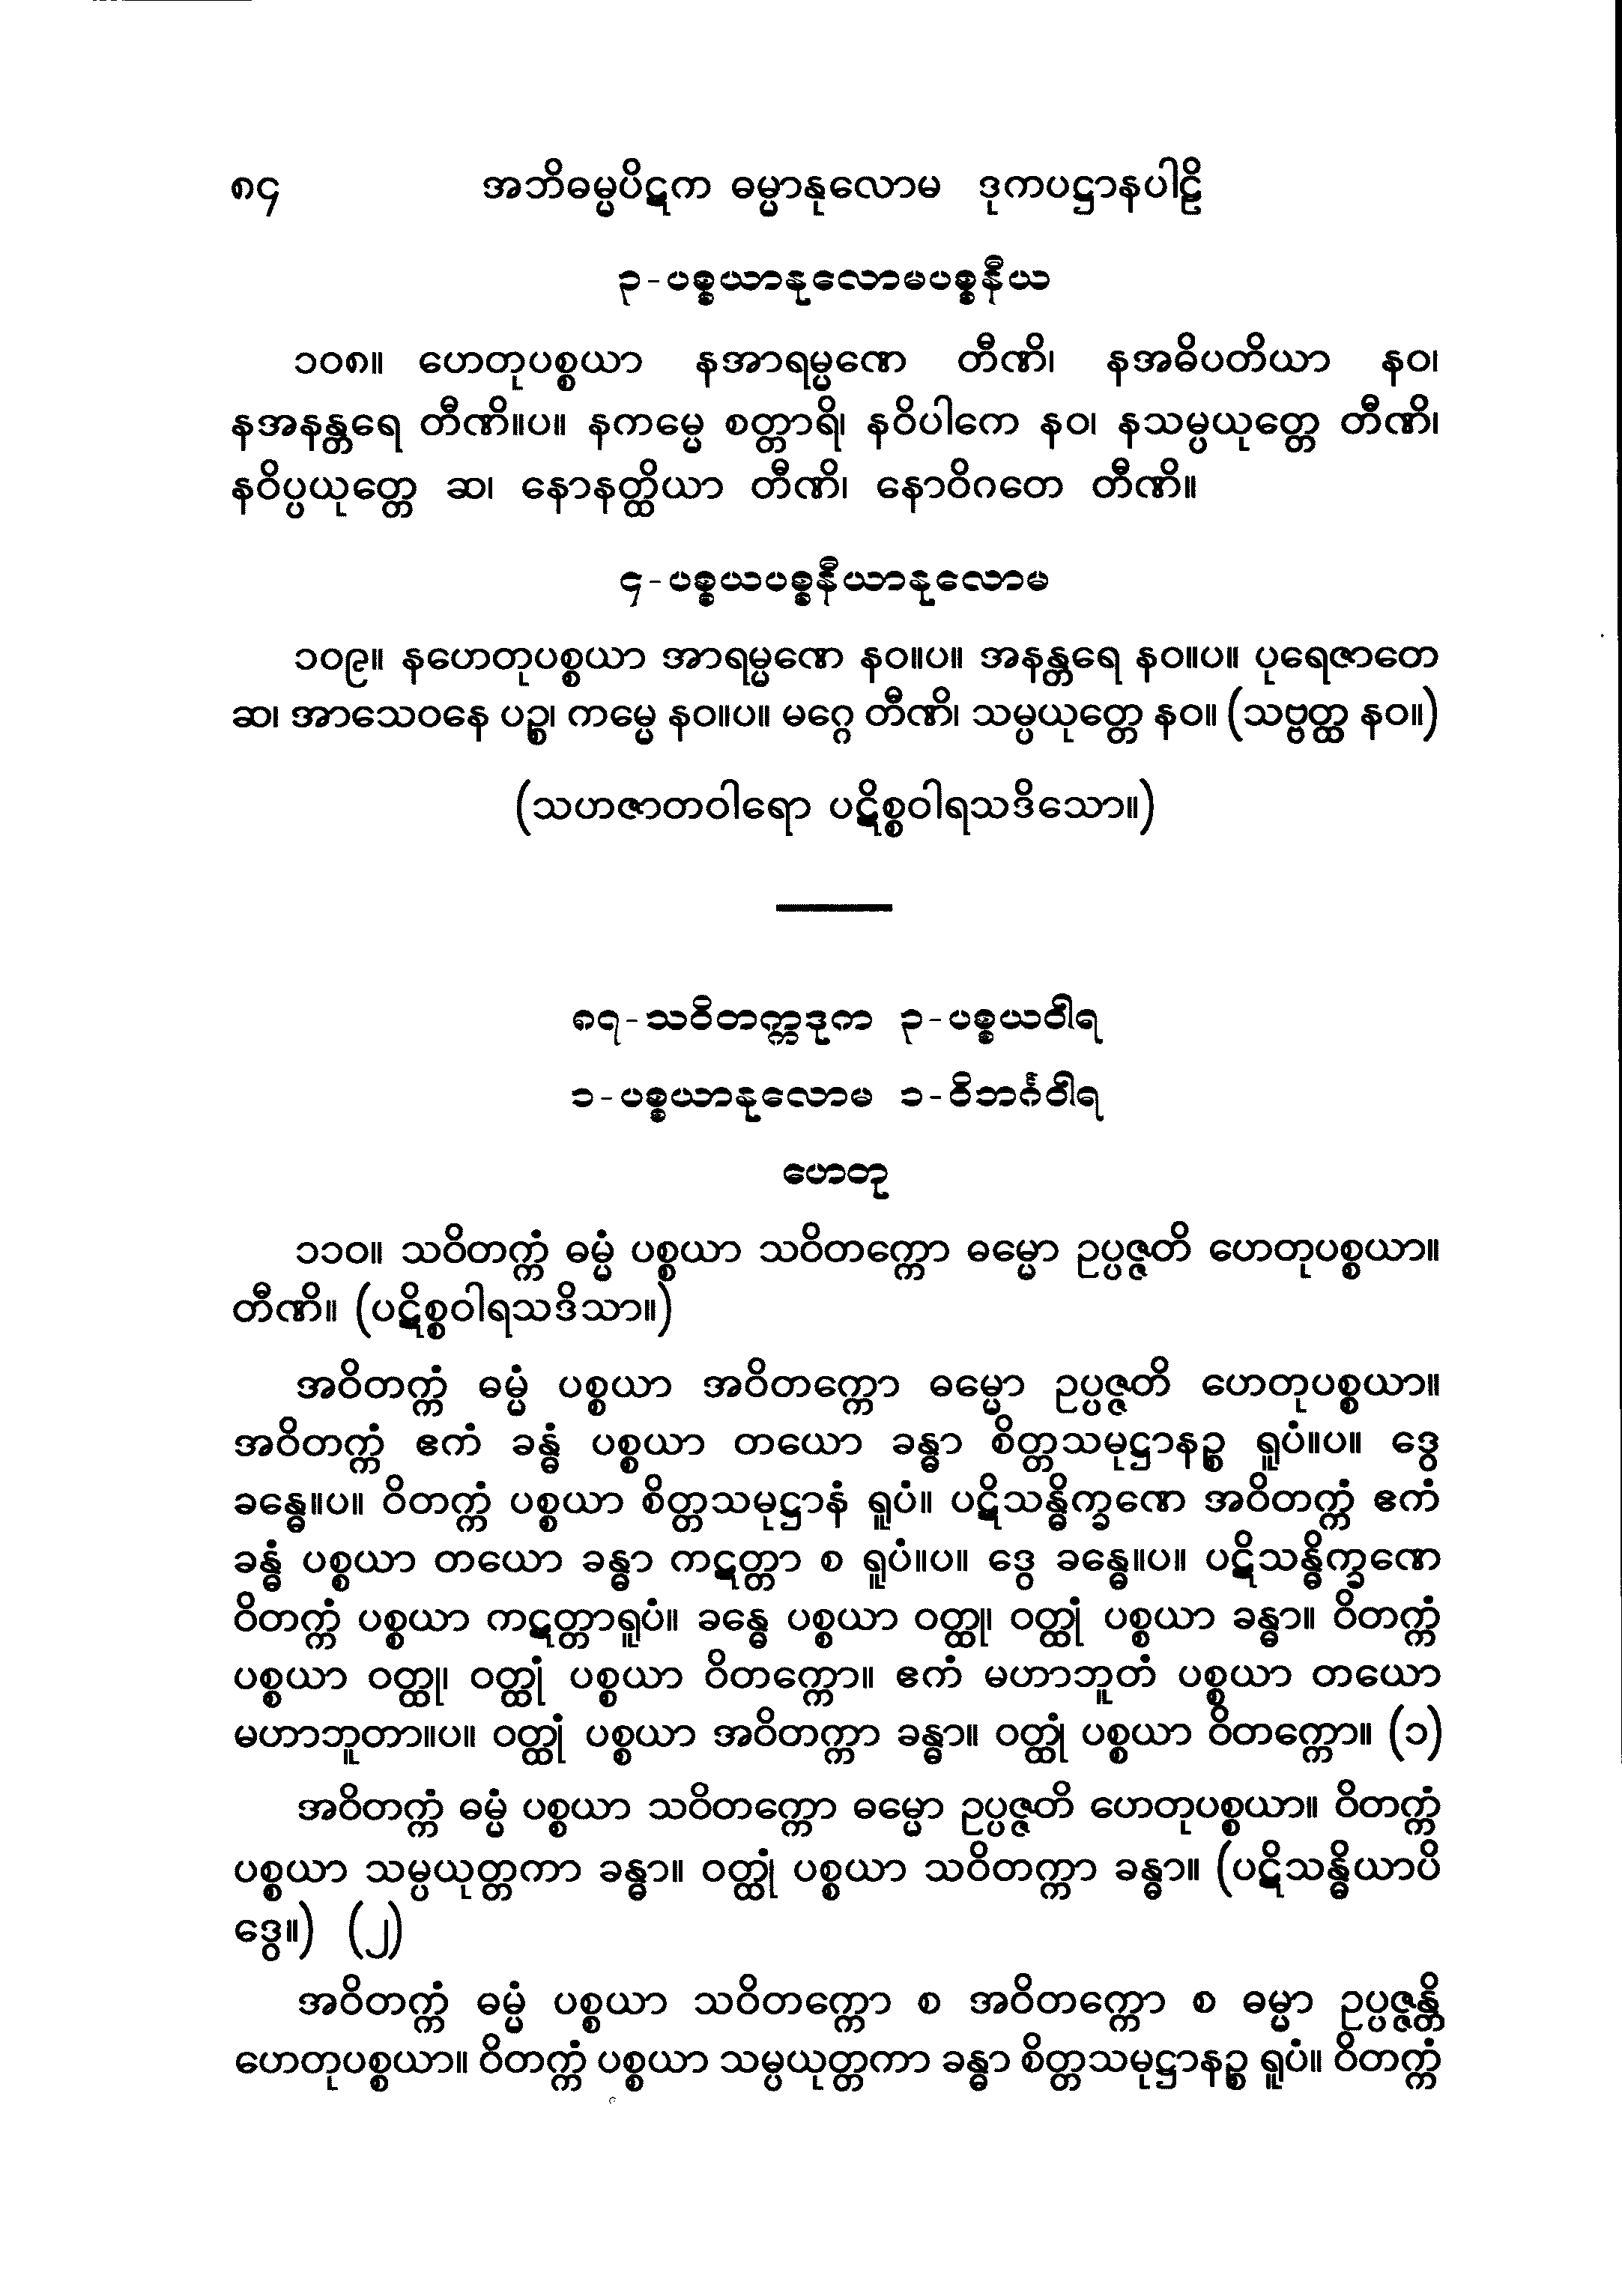 ၈၄ အဘိဓမ္မပိဋက ဓမ္မာနုလောမ ဒုကပဋ္ဌာနပါဠိ
၃-ပစ္စယာနုလောမပစ္စနီယ
၁၀၈။ ဟေတုပစ္စယာ နအာရမ္မဏေ တီဏိ၊ နအဓိပတိယာ နဝ၊
နအနန္တရေ တီဏိ။ပ။ နကမ္မေ စတ္တာရိ၊ နဝိပါကေ နဝ၊ နသမ္ပယုတ္တေ တီဏိ၊
နဝိပ္ပယုတ္တေ ဆ၊ နောနတ္ထိယာ တီဏိ၊ နောဝိဂတေ တီဏိ။
၄-ပစ္စယပစ္စနီယာနုလောမ
၁၀၉။ နဟေတုပစ္စယာ အာရမ္မဏေ နဝ။ပ။ အနန္တရေ နဝ။ပ။ ပုရေဇာတေ
ဆ၊ အာသေဝနေ ပဉ္စ၊ ကမ္မေ နဝ။ပ။ မဂ္ဂေ တီဏိ၊ သမ္ပယုတ္တေ နဝ။ (သဗ္ဗတ္ထ နဝ။)
(သဟဇာတဝါရော ပဋိစ္စဝါရသဒိသော။)
၈၇-သဝိတက္ကဒုက ၃-ပစ္စယဝါရ
၁-ပစ္စယာနုလောမ ၁-ဝိဘင်္ဂဝါရ
ဟေတု
၁၁၀။ သဝိတက္ကံ ဓမ္မံ ပစ္စယာ သဝိတက္ကော ဓမ္မော ဥပ္ပဇ္ဇတိ ဟေတုပစ္စယာ။
တီဏိ။ (ပဋိစ္စဝါရသဒိသာ။)
အဝိတက္ကံ ဓမ္မံ ပစ္စယာ အဝိတက္ကော ဓမ္မော ဥပ္ပဇ္ဇတိ ဟေတုပစ္စယာ။
အဝိတက္ကံ ဧကံ ခန္ဓံ ပစ္စယာ တယော ခန္ဓာ စိတ္တသမုဋ္ဌာနဉ္စ ရူပံ။ပ။ ဒွေ
ခန္ဓေ။ပ။ ဝိတက္ကံ ပစ္စယာ စိတ္တသမုဋ္ဌာနံ ရူပံ။ ပဋိသန္ဓိက္ခဏေ အဝိတက္ကံ ဧကံ
ခန္ဓံ ပစ္စယာ တယော ခန္ဓာ ကဋတ္တာ စ ရူပံ။ပ။ ဒွေ ခန္ဓေ။ပ။ ပဋိသန္ဓိက္ခဏေ
ဝိတက္ကံ ပစ္စယာ ကဋတ္တာရူပံ။ ခန္ဓေ ပစ္စယာ ဝတ္ထု၊ ဝတ္ထုံ ပစ္စယာ ခန္ဓာ။ ဝိတက္ကံ
ပစ္စယာ ဝတ္ထု၊ ဝတ္ထုံ ပစ္စယာ ဝိတက္ကော။ ဧကံ မဟာဘူတံ ပစ္စယာ တယော
မဟာဘူတာ။ပ။ ဝတ္ထုံ ပစ္စယာ အဝိတက္ကာ ခန္ဓာ။ ဝတ္ထုံ ပစ္စယာ ဝိတက္ကော။ (၁)
အဝိတက္ကံ ဓမ္မံ ပစ္စယာ သဝိတက္ကော ဓမ္မော ဥပ္ပဇ္ဇတိ ဟေတုပစ္စယာ။ ဝိတက္ကံ
ပစ္စယာ သမ္ပယုတ္တကာ ခန္ဓာ။ ဝတ္ထုံ ပစ္စယာ သဝိတက္ကာ ခန္ဓာ။ (ပဋိသန္ဓိယာပိ
ဒွေ။) (၂)
အဝိတက္ကံ ဓမ္မံ ပစ္စယာ သဝိတက္ကော စ အဝိတက္ကော စ ဓမ္မာ ဥပ္ပဇ္ဇန္တိ
ဟေတုပစ္စယာ။ ဝိတက္ကံ ပစ္စယာ သမ္ပယုတ္တကာ ခန္ဓာ စိတ္တသမုဋ္ဌာနဉ္စ ရူပံ။ ဝိတက္ကံ